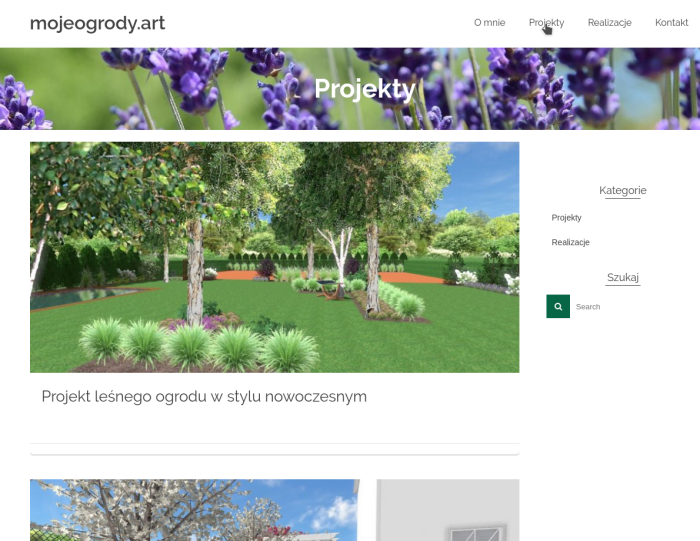 mojeogrody.art
O mnie Projekty Realizacje Kontakt
Projekty
Kategorie
Projekty
Realizacje
Szukaj
Search
Projekt leśnego ogrodu w stylu nowoczesnym